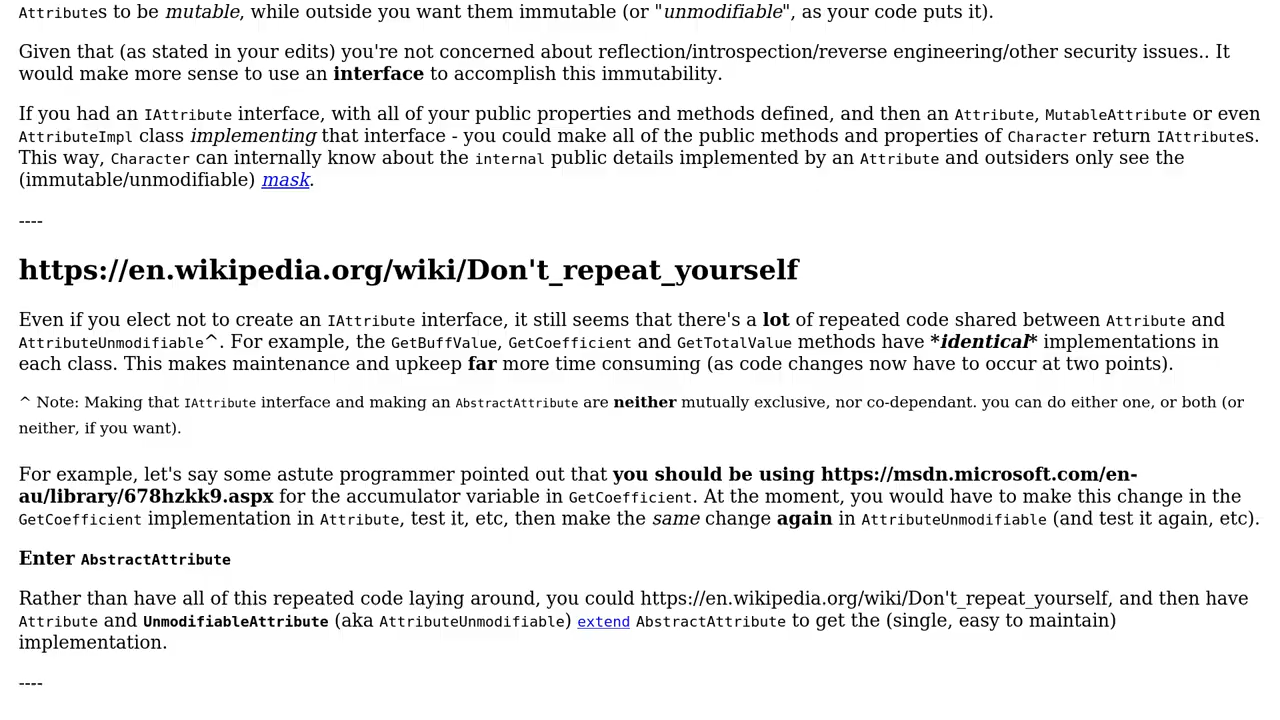 Attributes to be mutable, while outside you want them immutable (or "unmodifiable", as your code puts it).
Given that (as stated in your edits) you're not concerned about reflection/introspection/reverse engineering/other security issues.. It
would make more sense to use an interface to accomplish this immutability.
If you had an IAttribute interface, with all of your public properties and methods defined, and then an Attribute, MutableAttribute or even
AttributeImpl class implementing that interface - you could make all of the public methods and properties of Character return IAttributes.
This way, Character can internally know about the internal public details implemented by an Attribute and outsiders only see the
(immutable/unmodifiable) mask.
----
https://en.wikipedia.org/wiki/Don't_repeat_yourself
Even if you elect not to create an IAttribute interface, it still seems that there's a lot of repeated code shared between Attribute and
AttributeUnmodifiable^. For example, the GetBuffValue, GetCoefficient and GetTotalValue methods have *identical* implementations in
each class. This makes maintenance and upkeep far more time consuming (as code changes now have to occur at two points).
^ Note: Making that IAttribute interface and making an AbstractAttribute are neither mutually exclusive, nor co-dependant. you can do either one, or both (or
neither, if you want).
For example, let's say some astute programmer pointed out that you should be using https://msdn.microsoft.com/en-
au/library/678hzkk9.aspx for the accumulator variable in GetCoefficient. At the moment, you would have to make this change in the
GetCoefficient implementation in Attribute, test it, etc, then make the same change again in AttributeUnmodifiable (and test it again, etc).
Enter AbstractAttribute
Rather than have all of this repeated code laying around, you could https://en.wikipedia.org/wiki/Don't_repeat_yourself, and then have
Attribute and UnmodifiableAttribute (aka AttributeUnmodifiable) extend AbstractAttribute to get the (single, easy to maintain)
implementation.
----